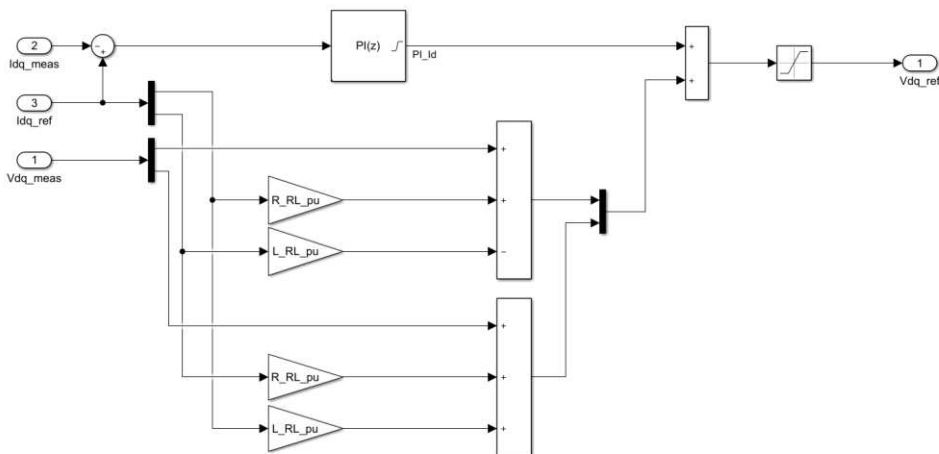 2
Idq_meas
3
Idq_ref
1
Vdq_meas
-
+
PI(z)
PI_Id
+
+
1
Vdq_ref
R_RL_pu
L_RL_pu
+
+
-
R_RL_pu
L_RL_pu
+
+
+